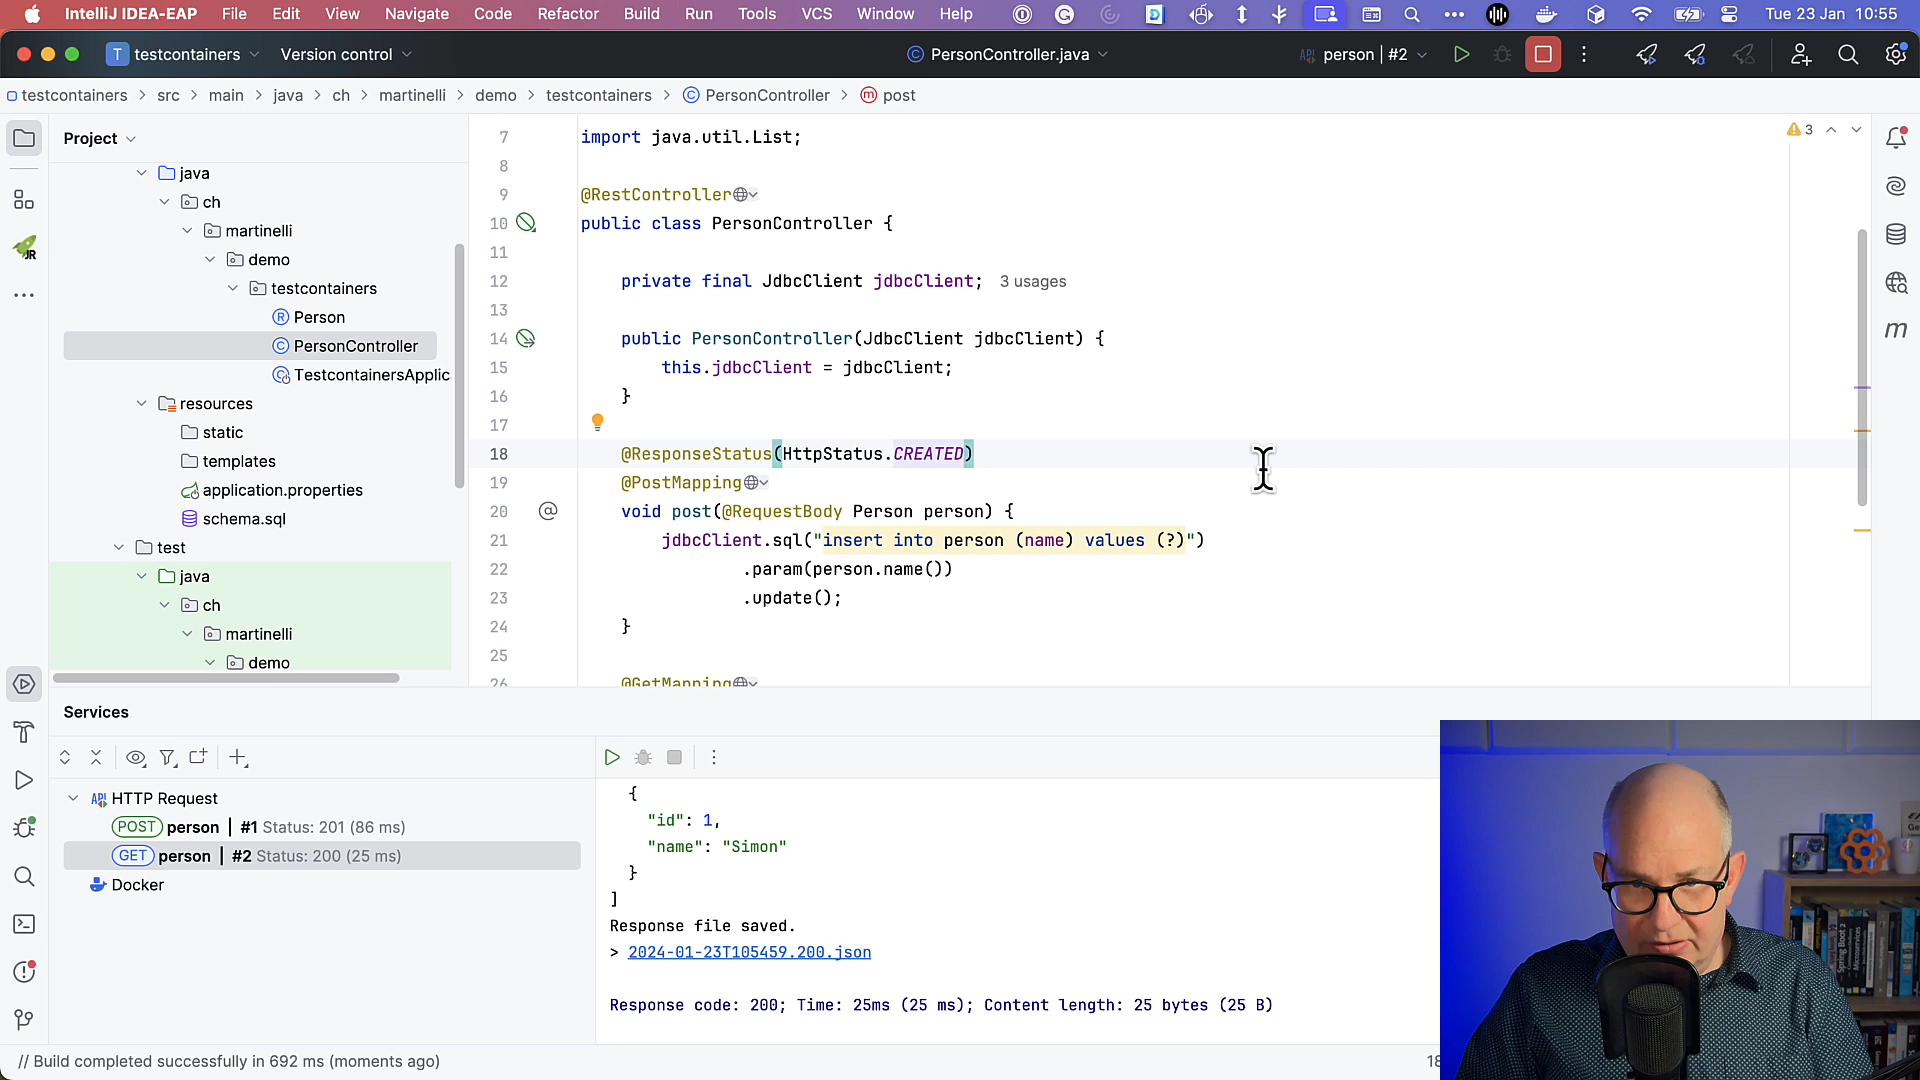 IntelliJ IDEA-EAP File Edit View Navigate Code Refactor Build Run Tools VCS Window Help Tue 23 Jan 10:55
T testcontainers Version control PersonController.java person | #2
testcontainers > src > main > java > ch > martinelli > demo > testcontainers > PersonController > post
Project
java
ch
martinelli
demo
testcontainers
Person
PersonController
TestcontainersApplic
resources
static
templates
application.properties
schema.sql
test
java
ch
martinelli
demo
3
7 import java.util.List;
8
9 @RestController
10 public class PersonController {
11
12 private final JdbcClient jdbcClient; 3 usages
13
14 public PersonController(JdbcClient jdbcClient) {
15 this.jdbcClient = jdbcClient;
16 }
17
18 @ResponseStatus(HttpStatus.CREATED)
19 @PostMapping
20 void post(@RequestBody Person person) {
21 jdbcClient.sql("insert into person (name) values (?)")
22 .param(person.name())
23 .update();
24 }
25
26 @GetMapping
Services
HTTP Request
POST person | #1 Status: 201 (86 ms)
GET person | #2 Status: 200 (25 ms)
Docker
{
"id": 1,
"name": "Simon"
}
]
Response file saved.
> 2024-01-23T105459.200.json
Response code: 200; Time: 25ms (25 ms); Content length: 25 bytes (25 B)
// Build completed successfully in 692 ms (moments ago)
Spring Boot 2
Microservices